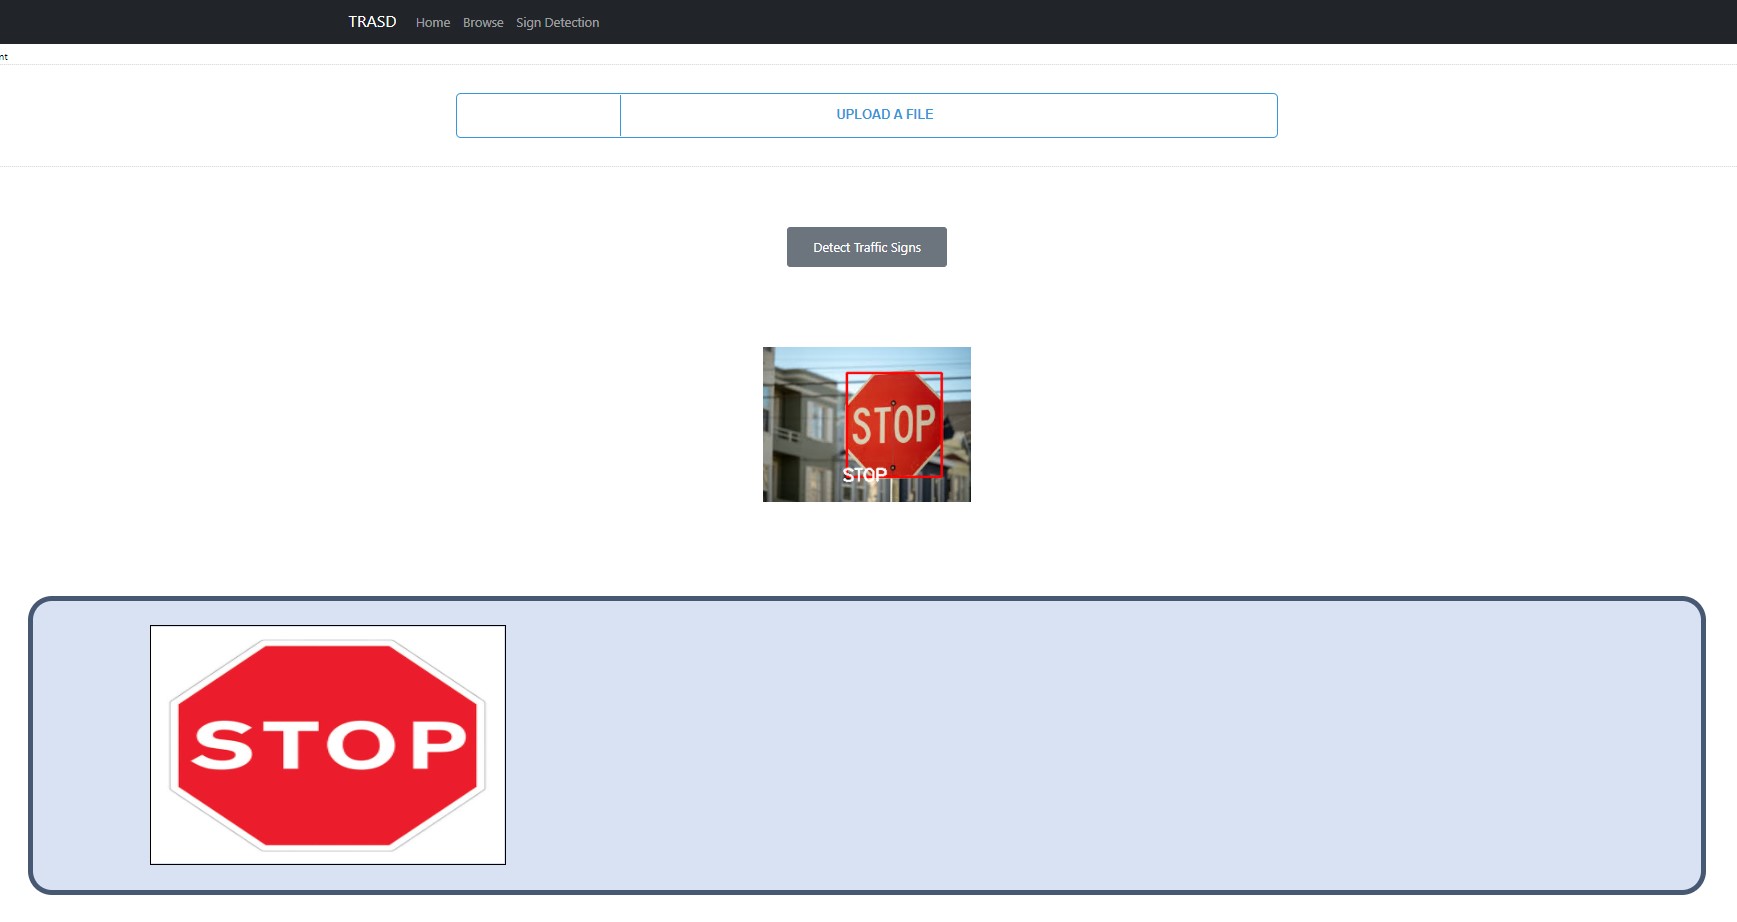 TRASD Home Browse Sign Detection
nt
UPLOAD A FILE
Detect Traffic Signs
STOP
STOP
STOP